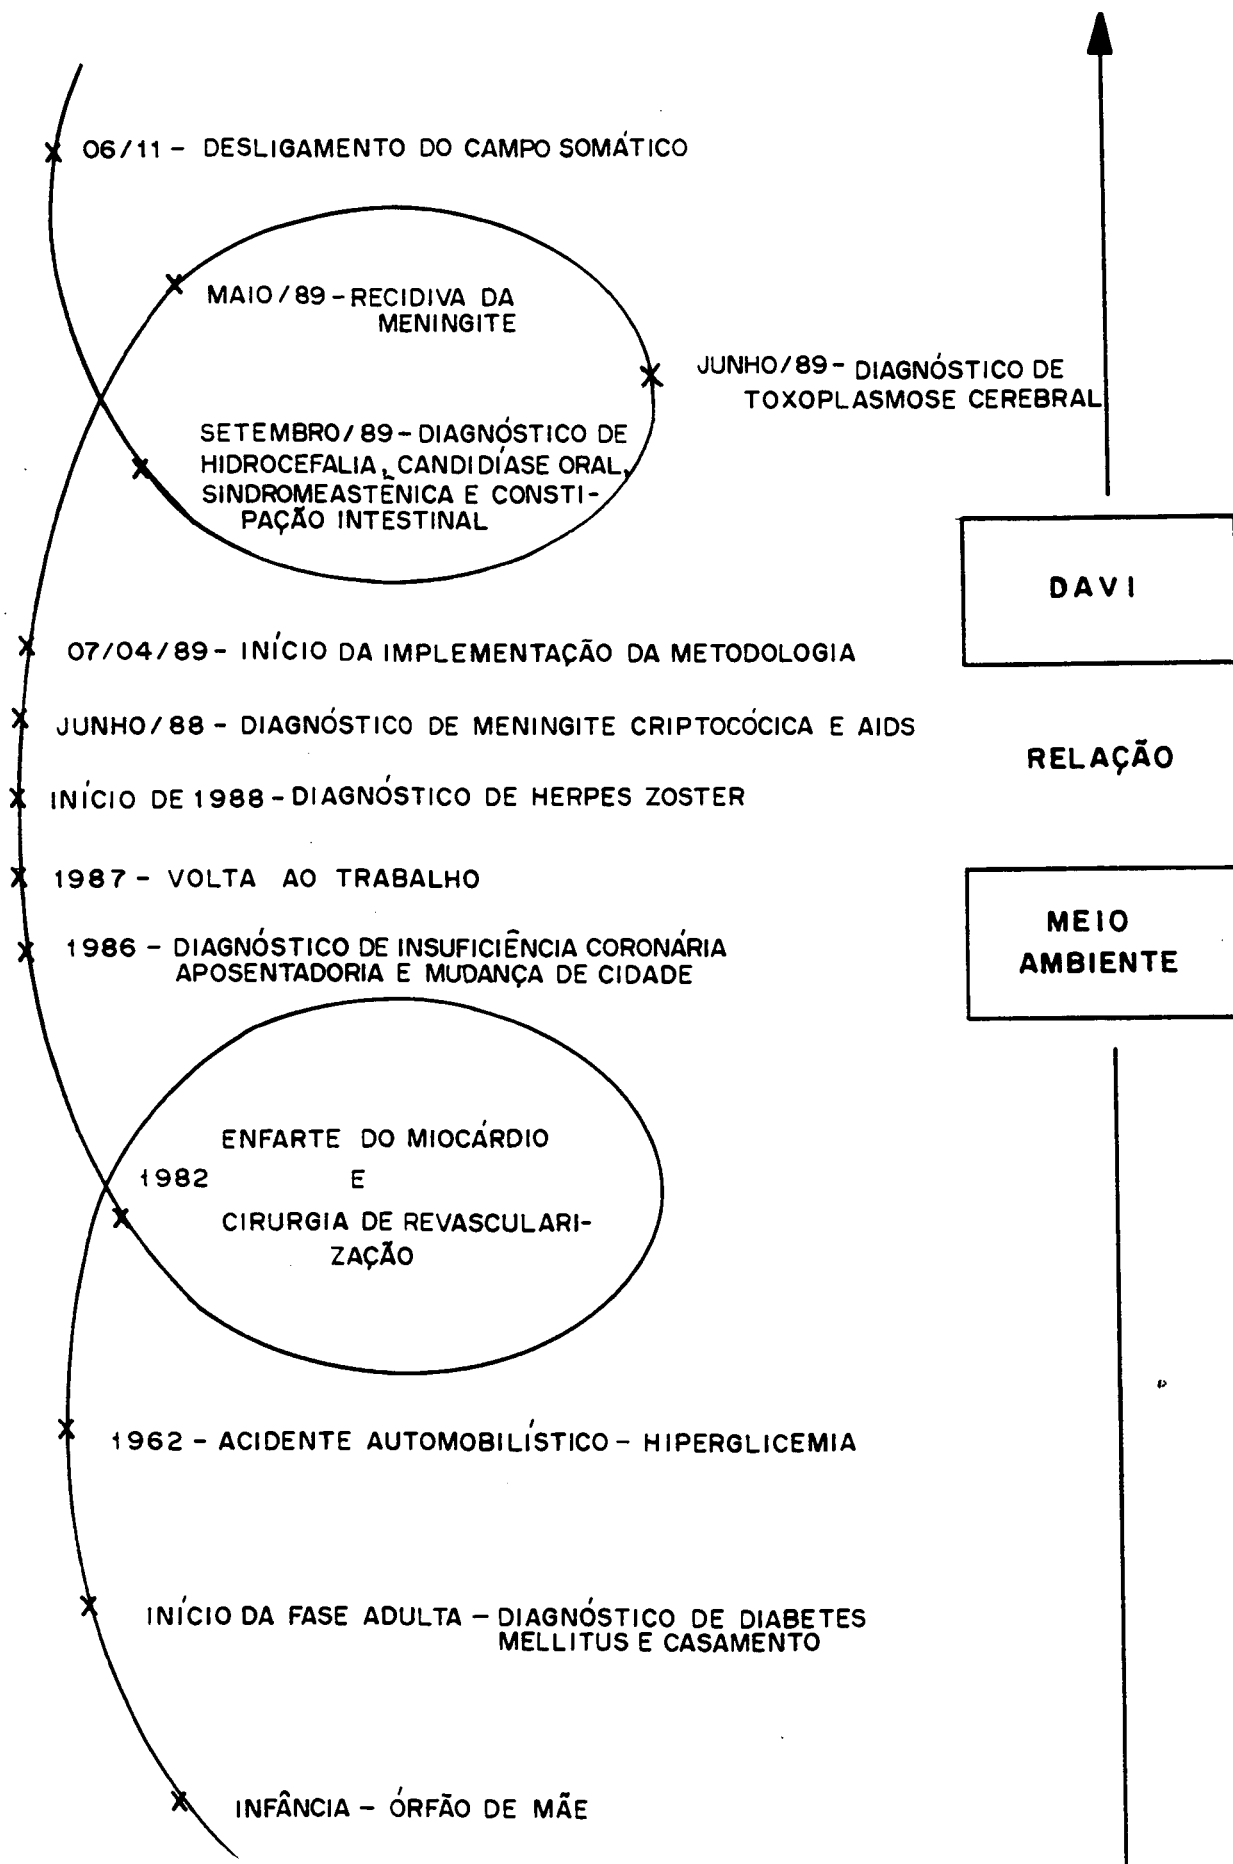 06/11 - DESLIGAMENTO DO CAMPO SOMÁTICO
MAIO/89 - RECIDIVA DA
MENINGITE
JUNHO/89 - DIAGNÓSTICO DE
TOXOPLASMOSE CEREBRAL
SETEMBRO/89 - DIAGNÓSTICO DE
HIDROCEFALIA, CANDIDÍASE ORAL,
SINDROMEASTÊNICA E CONSTI-
PAÇÃO INTESTINAL
DAVI
07/04/89 - INÍCIO DA IMPLEMENTAÇÃO DA METODOLOGIA
JUNHO/88 - DIAGNÓSTICO DE MENINGITE CRIPTOCÓCICA E AIDS
RELAÇÃO
INÍCIO DE 1988 - DIAGNÓSTICO DE HERPES ZOSTER
1987 - VOLTA AO TRABALHO
MEIO
AMBIENTE
1986 - DIAGNÓSTICO DE INSUFICIÊNCIA CORONÁRIA
APOSENTADORIA E MUDANÇA DE CIDADE
ENFARTE DO MIOCÁRDIO
1982 E
CIRURGIA DE REVASCULARI-
ZAÇÃO
1962 - ACIDENTE AUTOMOBILÍSTICO - HIPERGLICEMIA
INÍCIO DA FASE ADULTA - DIAGNÓSTICO DE DIABETES
MELLITUS E CASAMENTO
INFÂNCIA - ÓRFÃO DE MÃE